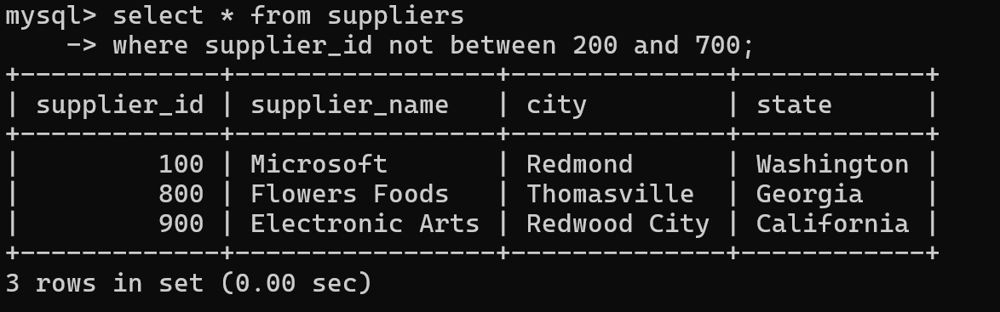 mysql> select * from suppliers
    -> where supplier_id not between 200 and 700;
+-------------+-----------------+--------------+------------+
| supplier_id | supplier_name   | city         | state      |
+-------------+-----------------+--------------+------------+
|         100 | Microsoft       | Redmond      | Washington |
|         800 | Flowers Foods   | Thomasville  | Georgia    |
|         900 | Electronic Arts | Redwood City | California |
+-------------+-----------------+--------------+------------+
3 rows in set (0.00 sec)